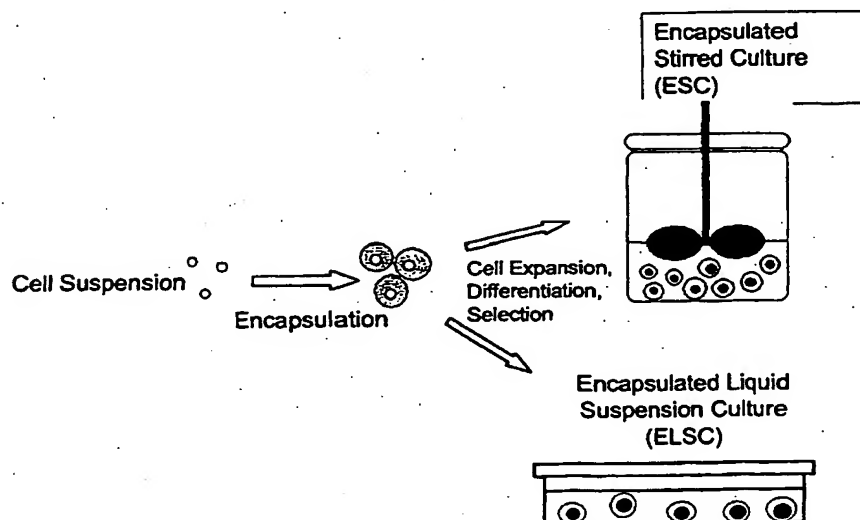 Encapsulated
Stirred Culture
(ESC)
Cell Suspension
Encapsulation
Cell Expansion,
Differentiation,
Selection
Encapsulated Liquid
Suspension Culture
(ELSC)